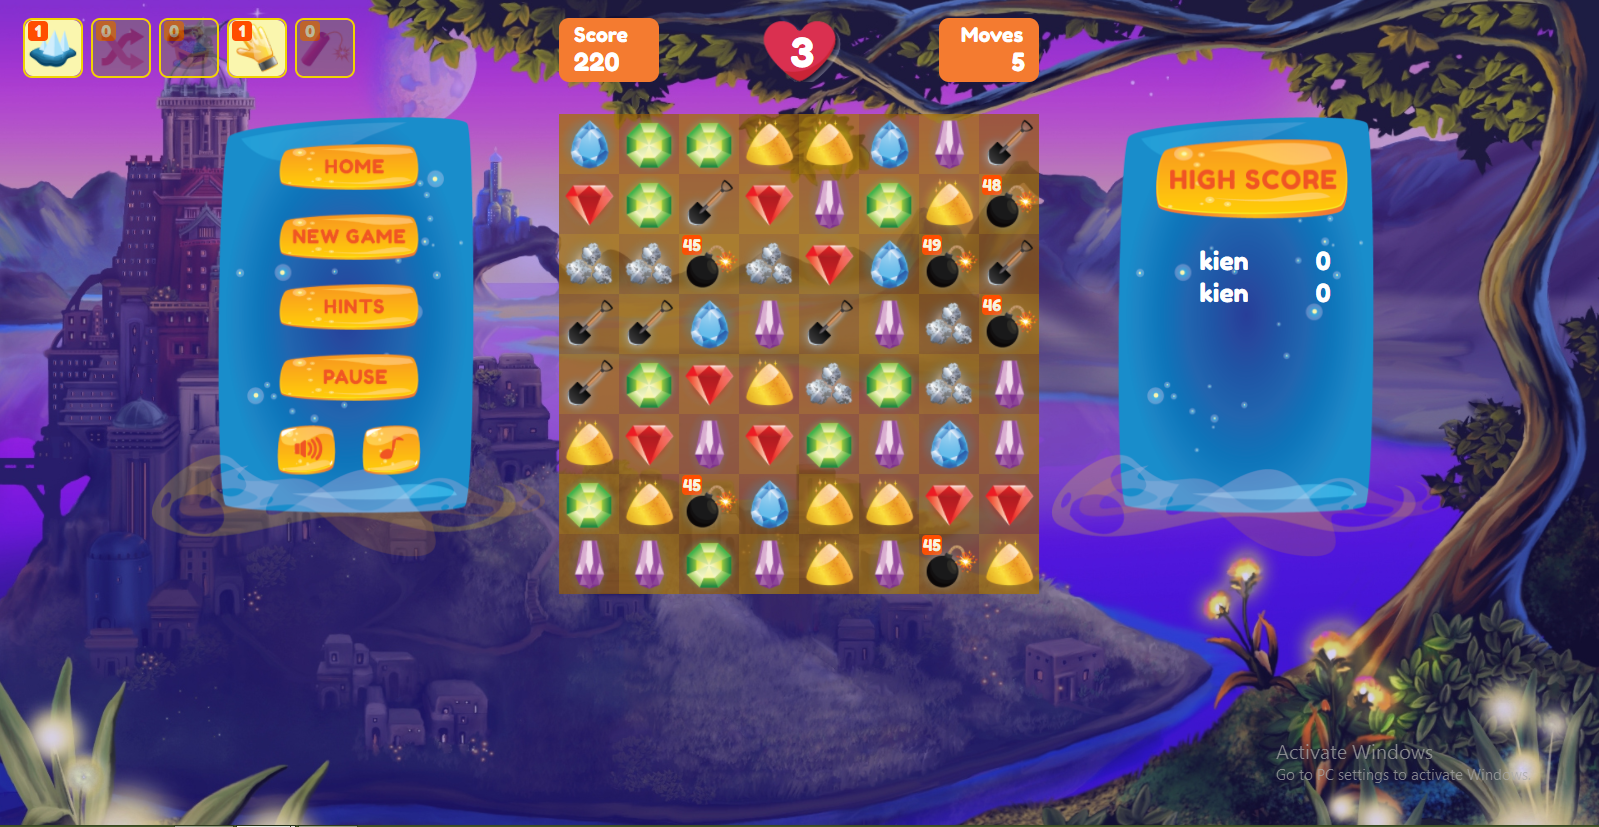 1
0
0
1
0
Score
220
3
Moves
5
HOME
NEW GAME
HINTS
PAUSE
HIGH SCORE
kien 0
kien 0
48
45
49
46
45
45
Activate Windows
Go to PC settings to activate Windows.